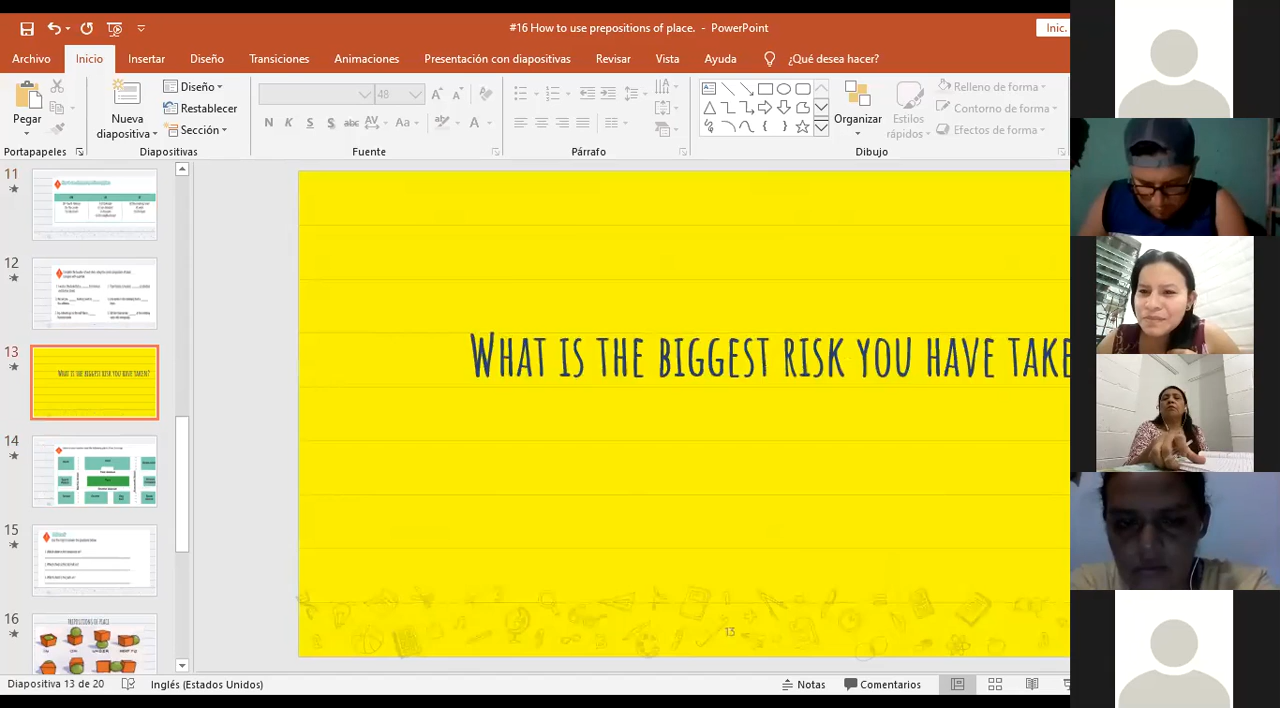 #16 How to use prepositions of place. - PowerPoint
Inic.
Archivo Inicio Insertar Diseño Transiciones Animaciones Presentación con diapositivas Revisar Vista Ayuda ¿Qué desea hacer?
Pegar
Nueva diapositiva
Diseño
Restablecer
Sección
48
N K S S abc AV Aa A
Organizar
Estilos rápidos
Relleno de forma
Contorno de forma
Efectos de forma
Portapapeles Diapositivas Fuente Párrafo Dibujo
11
12
13
WHAT IS THE BIGGEST RISK YOU HAVE TAKEN?
14
15
16
PREPOSITIONS OF PLACE
WHAT IS THE BIGGEST RISK YOU HAVE TAKE
13
Diapositiva 13 de 20 Inglés (Estados Unidos) Notas Comentarios